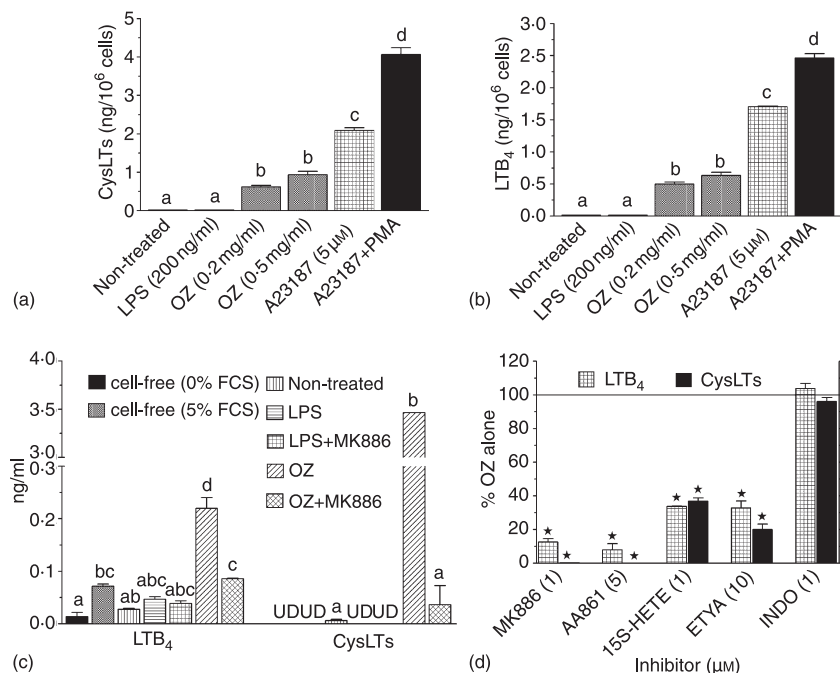 CysLTs (ng/10⁶ cells)
5
4
3
2
1
0
a
a
b
b
c
d
Non-treated
LPS (200 ng/ml)
OZ (0·2 mg/ml)
OZ (0·5 mg/ml)
A23187 (5 μM)
A23187+PMA
(a)
LTB₄ (ng/10⁶ cells)
3·0
2·5
2·0
1·5
1·0
0·5
0·0
a
a
b
b
c
d
Non-treated
LPS (200 ng/ml)
OZ (0·2 mg/ml)
OZ (0·5 mg/ml)
A23187 (5 μM)
A23187+PMA
(b)
ng/ml
4·0
3·5
3·0
0·3
0·2
0·1
0·0
cell-free (0% FCS)
cell-free (5% FCS)
Non-treated
LPS
LPS+MK886
OZ
OZ+MK886
a
bc
ab
abc
abc
d
c
UDUD
a
UDUD
b
a
LTB₄
CysLTs
(c)
% OZ alone
120
100
80
60
40
20
0
LTB₄
CysLTs
★
★
★
★
★
★
★
★
MK886 (1)
AA861 (5)
15S-HETE (1)
ETYA (10)
INDO (1)
Inhibitor (μM)
(d)